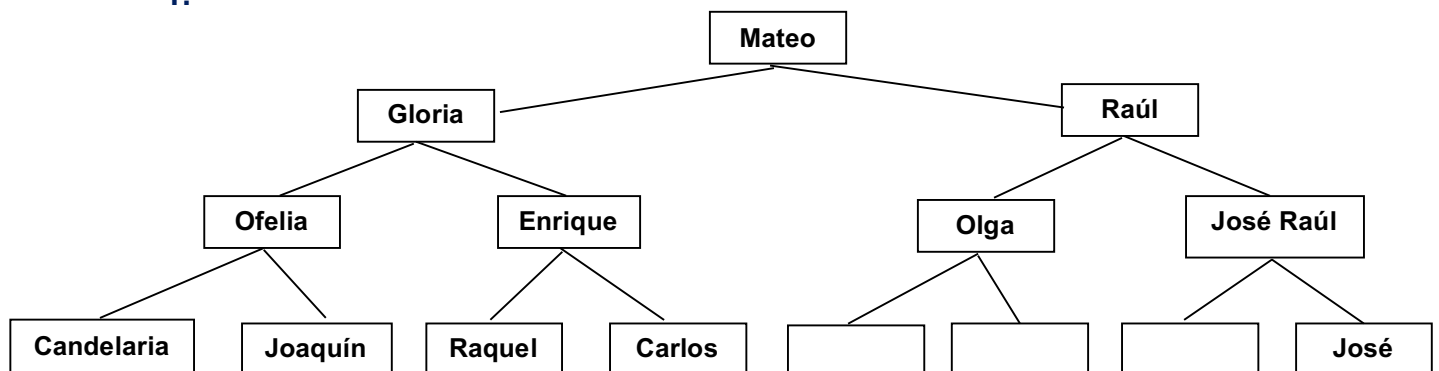 Mateo
Gloria
Raúl
Ofelia
Enrique
Olga
José Raúl
Candelaria
Joaquín
Raquel
Carlos
José